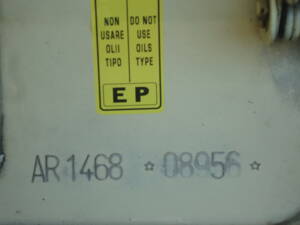 NON USARE OLII TIPO
DO NOT USE OILS TYPE
EP
AR1468 ☆ 08956 ☆